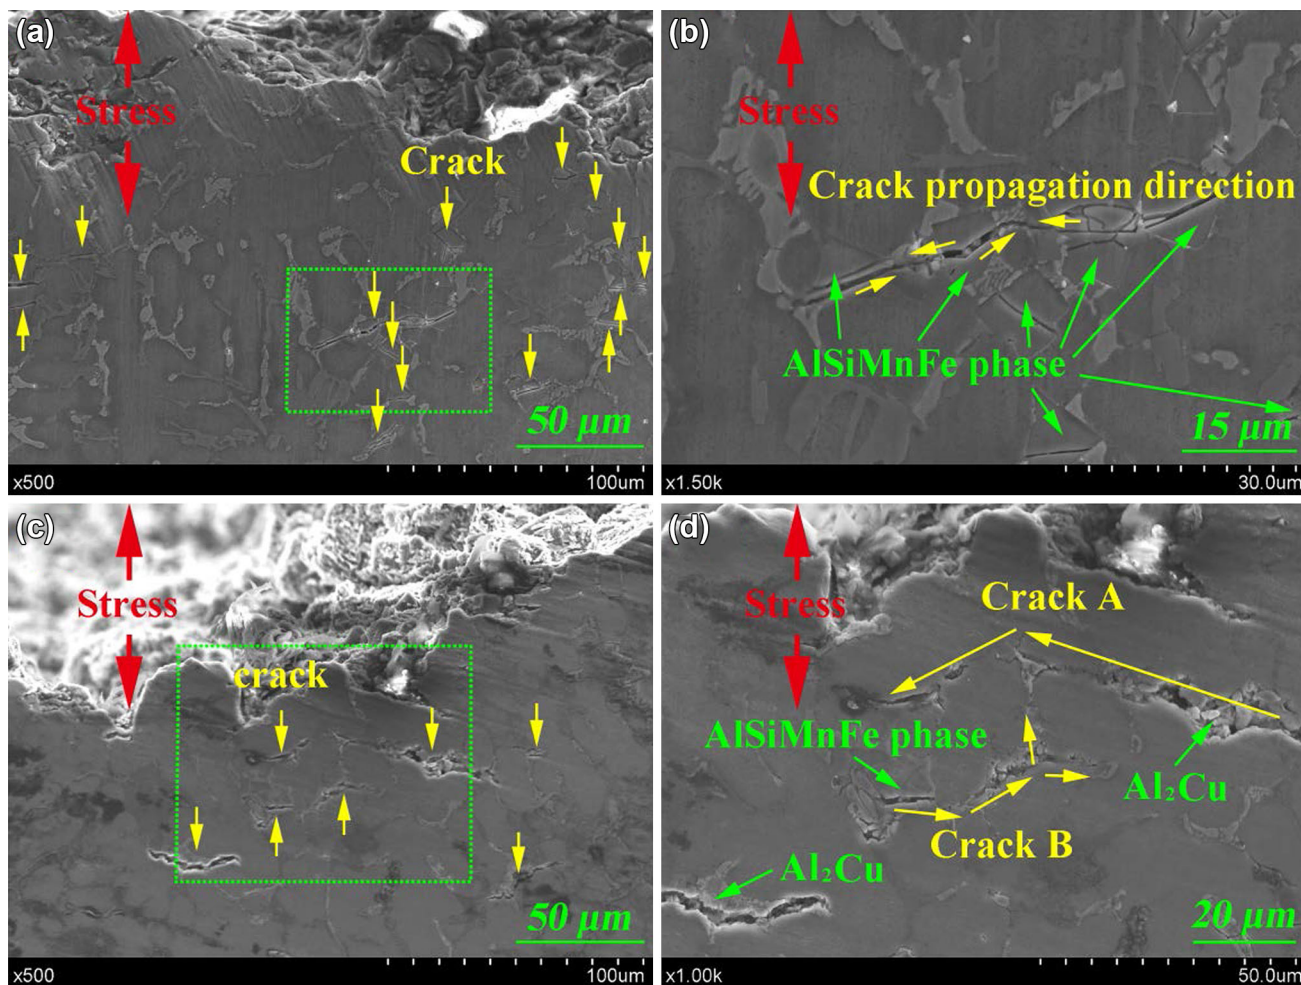 (a)
Stress
Crack
50 μm
x500
100um
(b)
Stress
Crack propagation direction
AlSiMnFe phase
15 μm
x1.50k
30.0um
(c)
Stress
crack
50 μm
x500
100um
(d)
Stress
Crack A
AlSiMnFe phase
Al₂Cu
Crack B
Al₂Cu
20 μm
x1.00k
50.0um